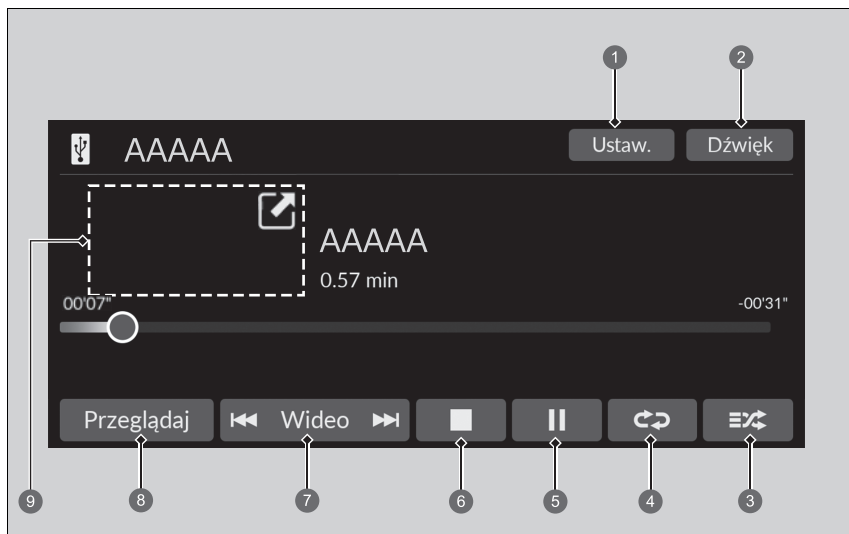 1 2
AAAAA Ustaw. Dźwięk
AAAAA
9
0.57 min
00'07" -00'31"
Przeglądaj Wideo
9 8 7 6 5 4 3